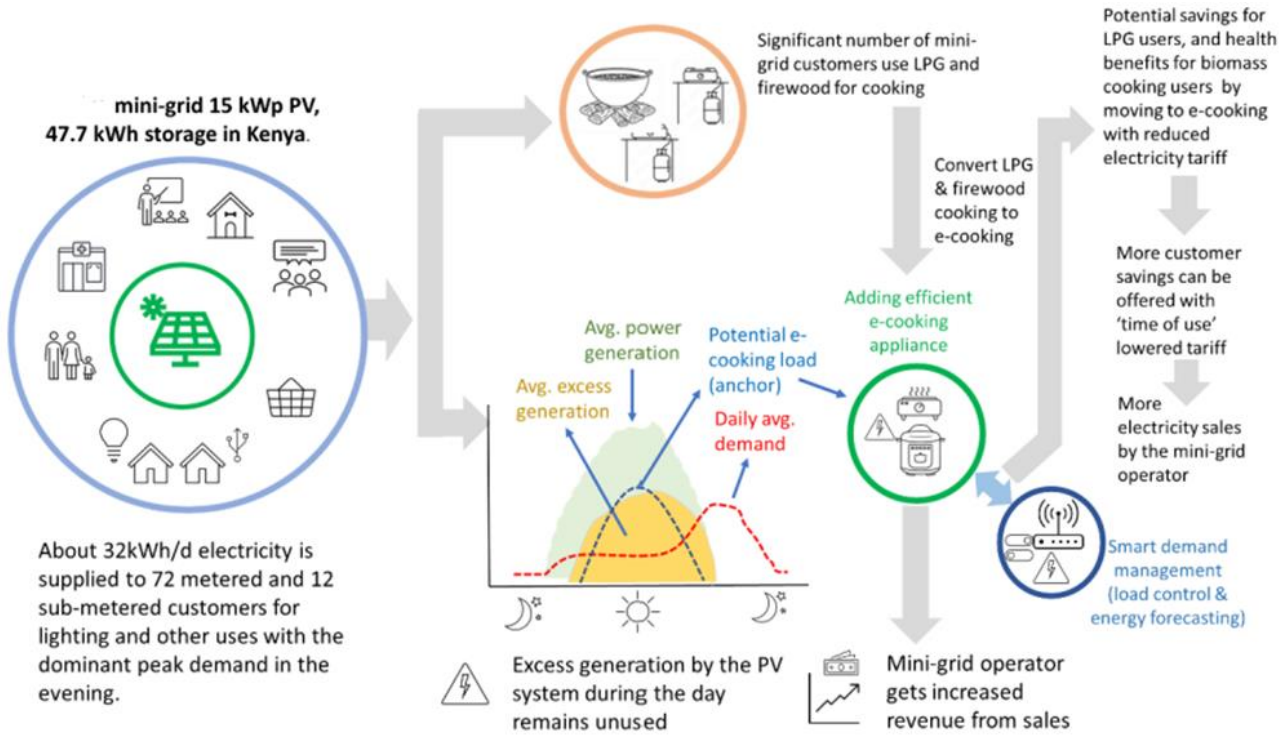 mini-grid 15 kWp PV,
47.7 kWh storage in Kenya.
About 32kWh/d electricity is
supplied to 72 metered and 12
sub-metered customers for
lighting and other uses with the
dominant peak demand in the
evening.
Significant number of mini-
grid customers use LPG and
firewood for cooking
Convert LPG
& firewood
cooking to
e-cooking
Avg. power
generation
Avg. excess
generation
Potential e-
cooking load
(anchor)
Daily avg.
demand
Excess generation by the PV
system during the day
remains unused
Adding efficient
e-cooking
appliance
Mini-grid operator
gets increased
revenue from sales
Smart demand
management
(load control &
energy forecasting)
Potential savings for
LPG users, and health
benefits for biomass
cooking users by
moving to e-cooking
with reduced
electricity tariff
More customer
savings can be
offered with
‘time of use’
lowered tariff
More
electricity sales
by the mini-grid
operator